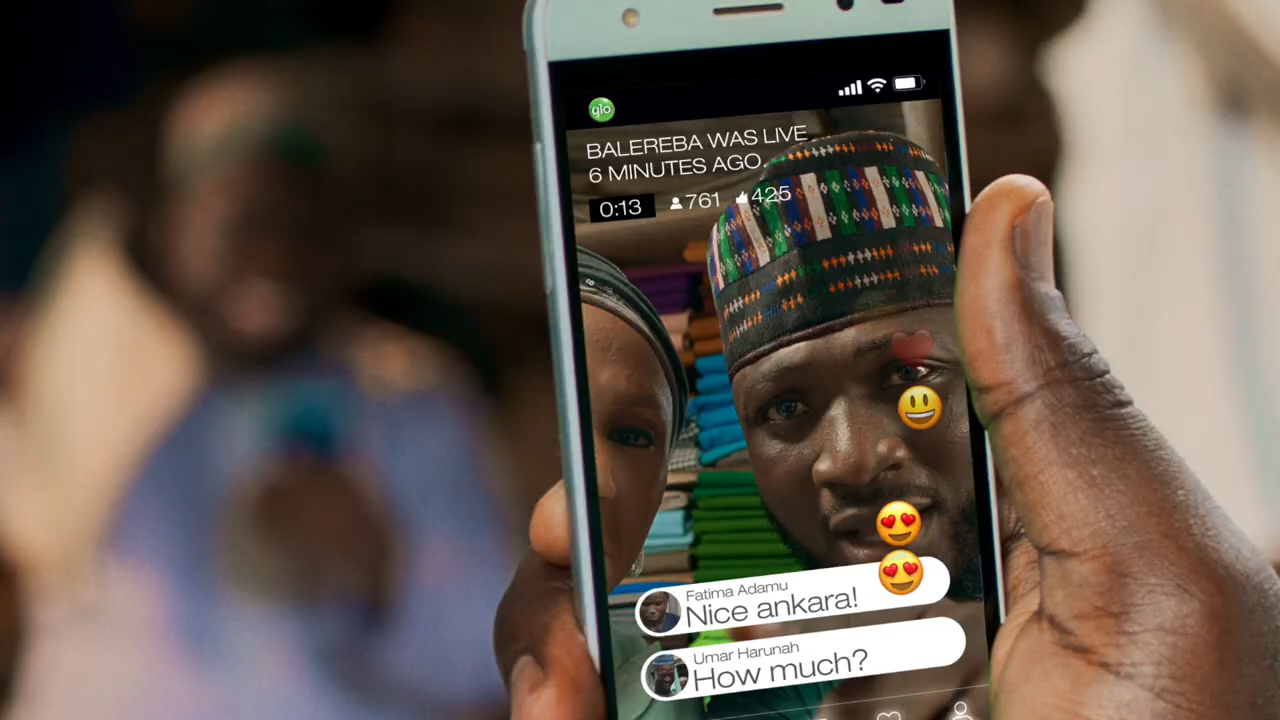 glo
BALEREBA WAS LIVE
6 MINUTES AGO.
0:13 761 425
Fatima Adamu
Nice ankara!
Umar Harunah
How much?